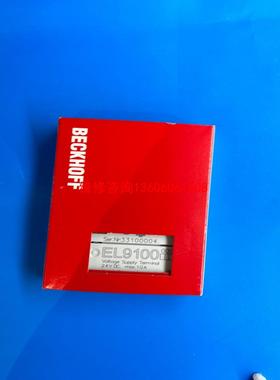 BECKHOFF
Ser.Nr.33100004
EL9100
Voltage Supply Terminal
24V DC max.10A